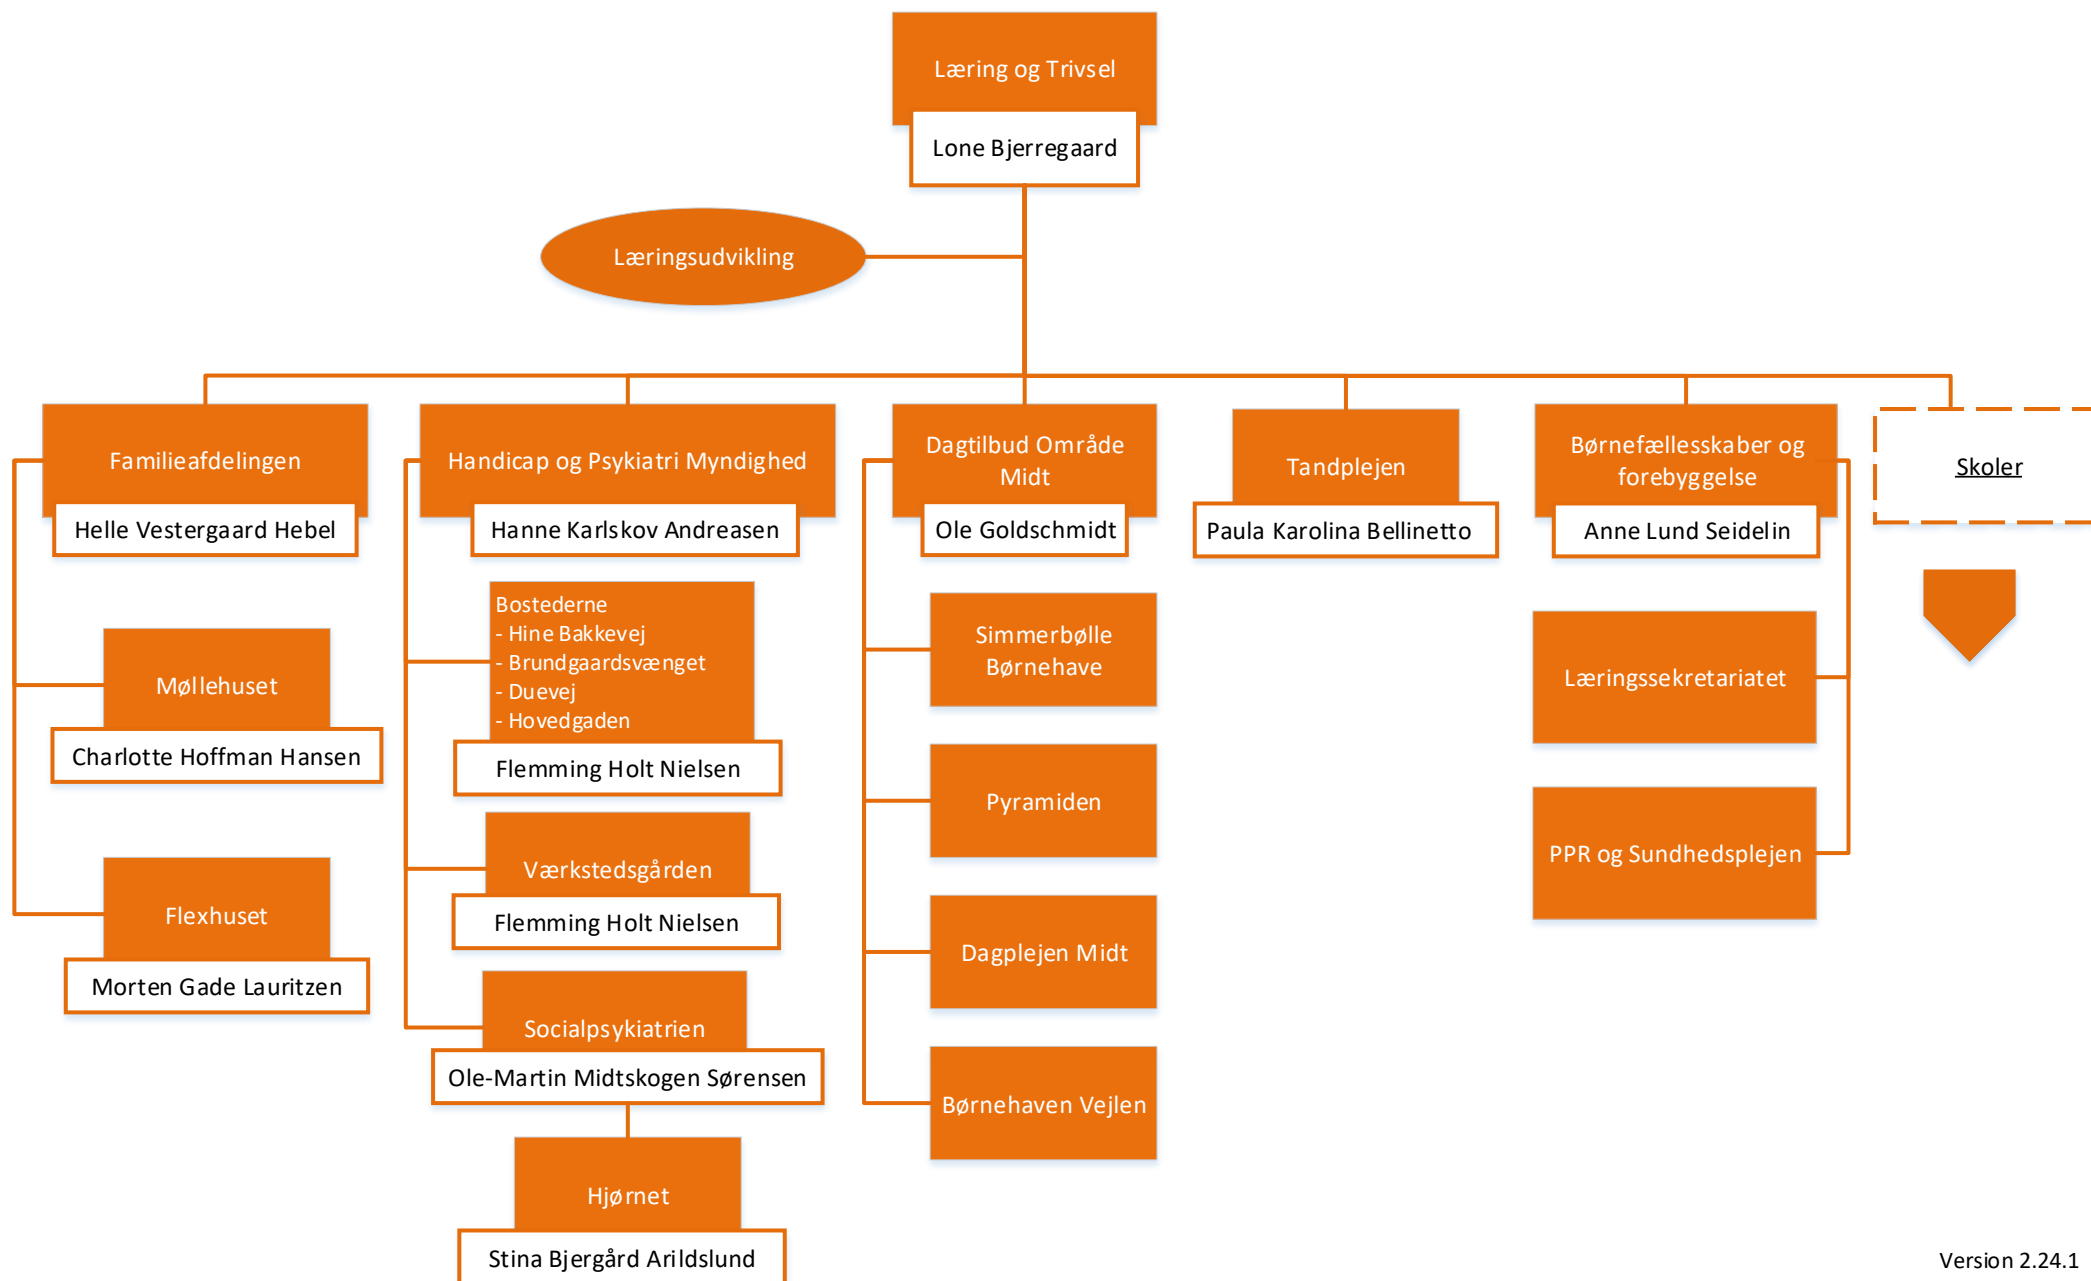 Læring og Trivsel
Lone Bjerregaard
Læringsudvikling
Familieafdelingen
Helle Vestergaard Hebel
Møllehuset
Charlotte Hoffman Hansen
Flexhuset
Morten Gade Lauritzen
Handicap og Psykiatri Myndighed
Hanne Karlskov Andreasen
Bostederne
- Hine Bakkevej
- Brundgaardsvænget
- Duevej
- Hovedgaden
Flemming Holt Nielsen
Værkstedsgården
Flemming Holt Nielsen
Socialpsykiatrien
Ole-Martin Midtskogen Sørensen
Hjørnet
Stina Bjergård Arildslund
Dagtilbud Område
Midt
Ole Goldschmidt
Simmerbølle
Børnehave
Pyramiden
Dagplejen Midt
Børnehaven Vejlen
Tandplejen
Paula Karolina Bellinetto
Børnefællesskaber og
forebyggelse
Anne Lund Seidelin
Læringssekretariatet
PPR og Sundhedsplejen
Skoler
Version 2.24.1